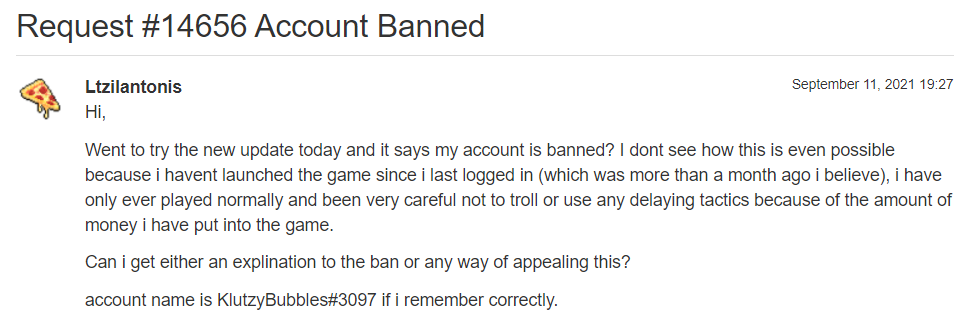 Request #14656 Account Banned
Ltzilantonis
September 11, 2021 19:27
Hi,
Went to try the new update today and it says my account is banned? I dont see how this is even possible
because i havent launched the game since i last logged in (which was more than a month ago i believe), i have
only ever played normally and been very careful not to troll or use any delaying tactics because of the amount of
money i have put into the game.
Can i get either an explination to the ban or any way of appealing this?
account name is KlutzyBubbles#3097 if i remember correctly.